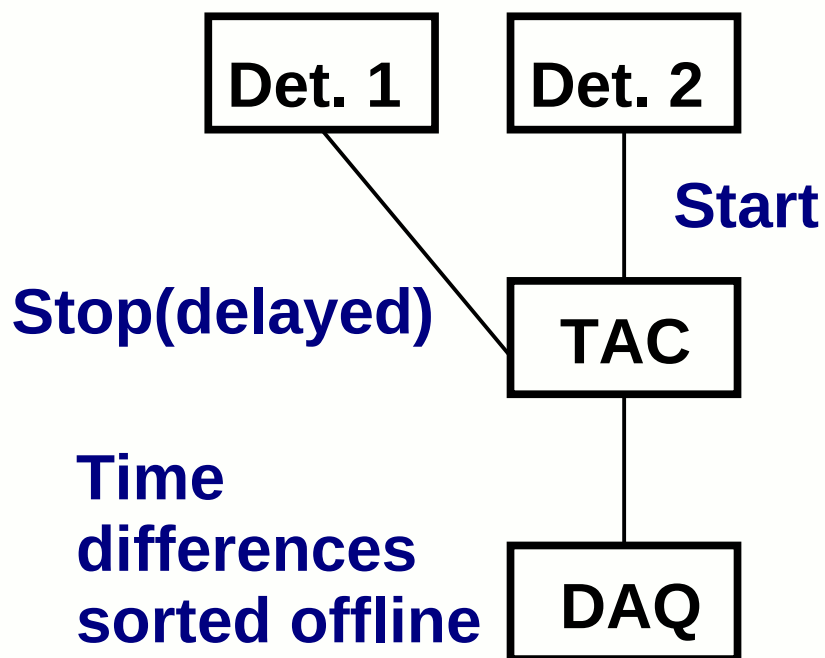 Det. 1
Det. 2
Start
Stop(delayed)
TAC
Time
differences
sorted offline
DAQ